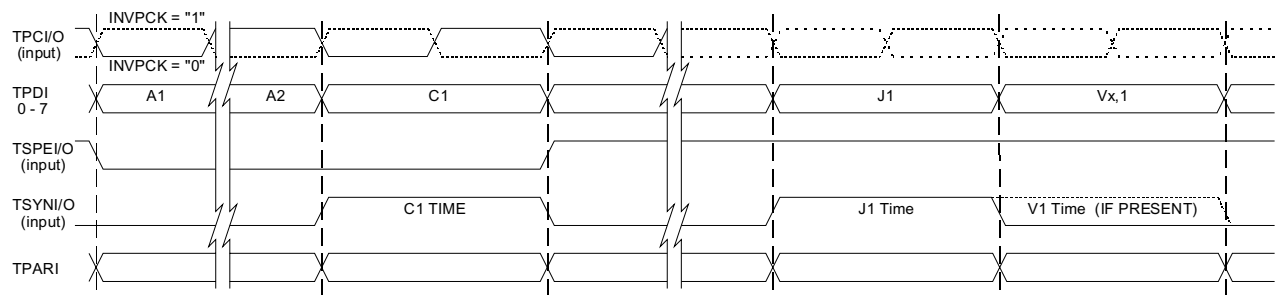 INVPCK = "1"
TPCI/O
(input)
INVPCK = "0"
TPDI
0 - 7
A1
A2
C1
J1
Vx,1
TSPEI/O
(input)
TSYNI/O
(input)
C1 TIME
J1 Time
V1 Time (IF PRESENT)
TPARI